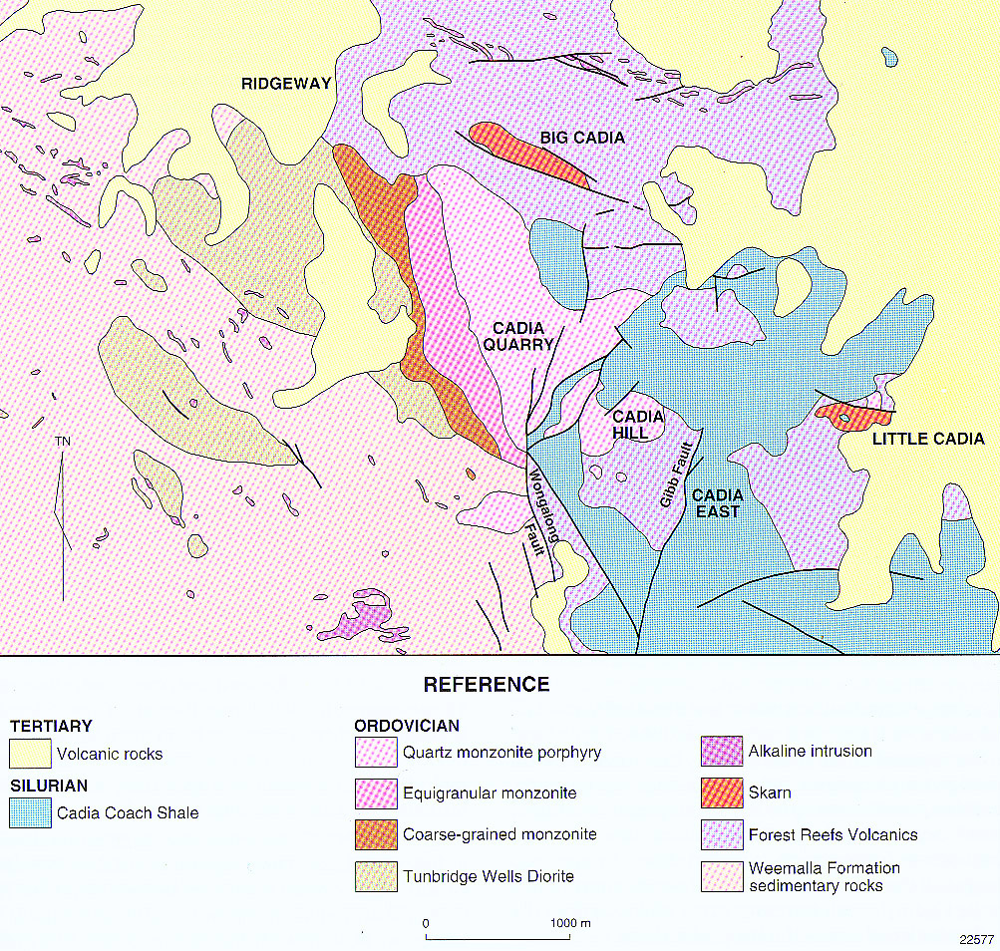 RIDGEWAY
BIG CADIA
CADIA
QUARRY
CADIA
HILL
LITTLE CADIA
Gibb Fault
CADIA
EAST
Wongalong
Fault
TN
REFERENCE
TERTIARY
Volcanic rocks
SILURIAN
Cadia Coach Shale
ORDOVICIAN
Quartz monzonite porphyry
Equigranular monzonite
Coarse-grained monzonite
Tunbridge Wells Diorite
Alkaline intrusion
Skarn
Forest Reefs Volcanics
Weemalla Formation
sedimentary rocks
0 1000 m
22577